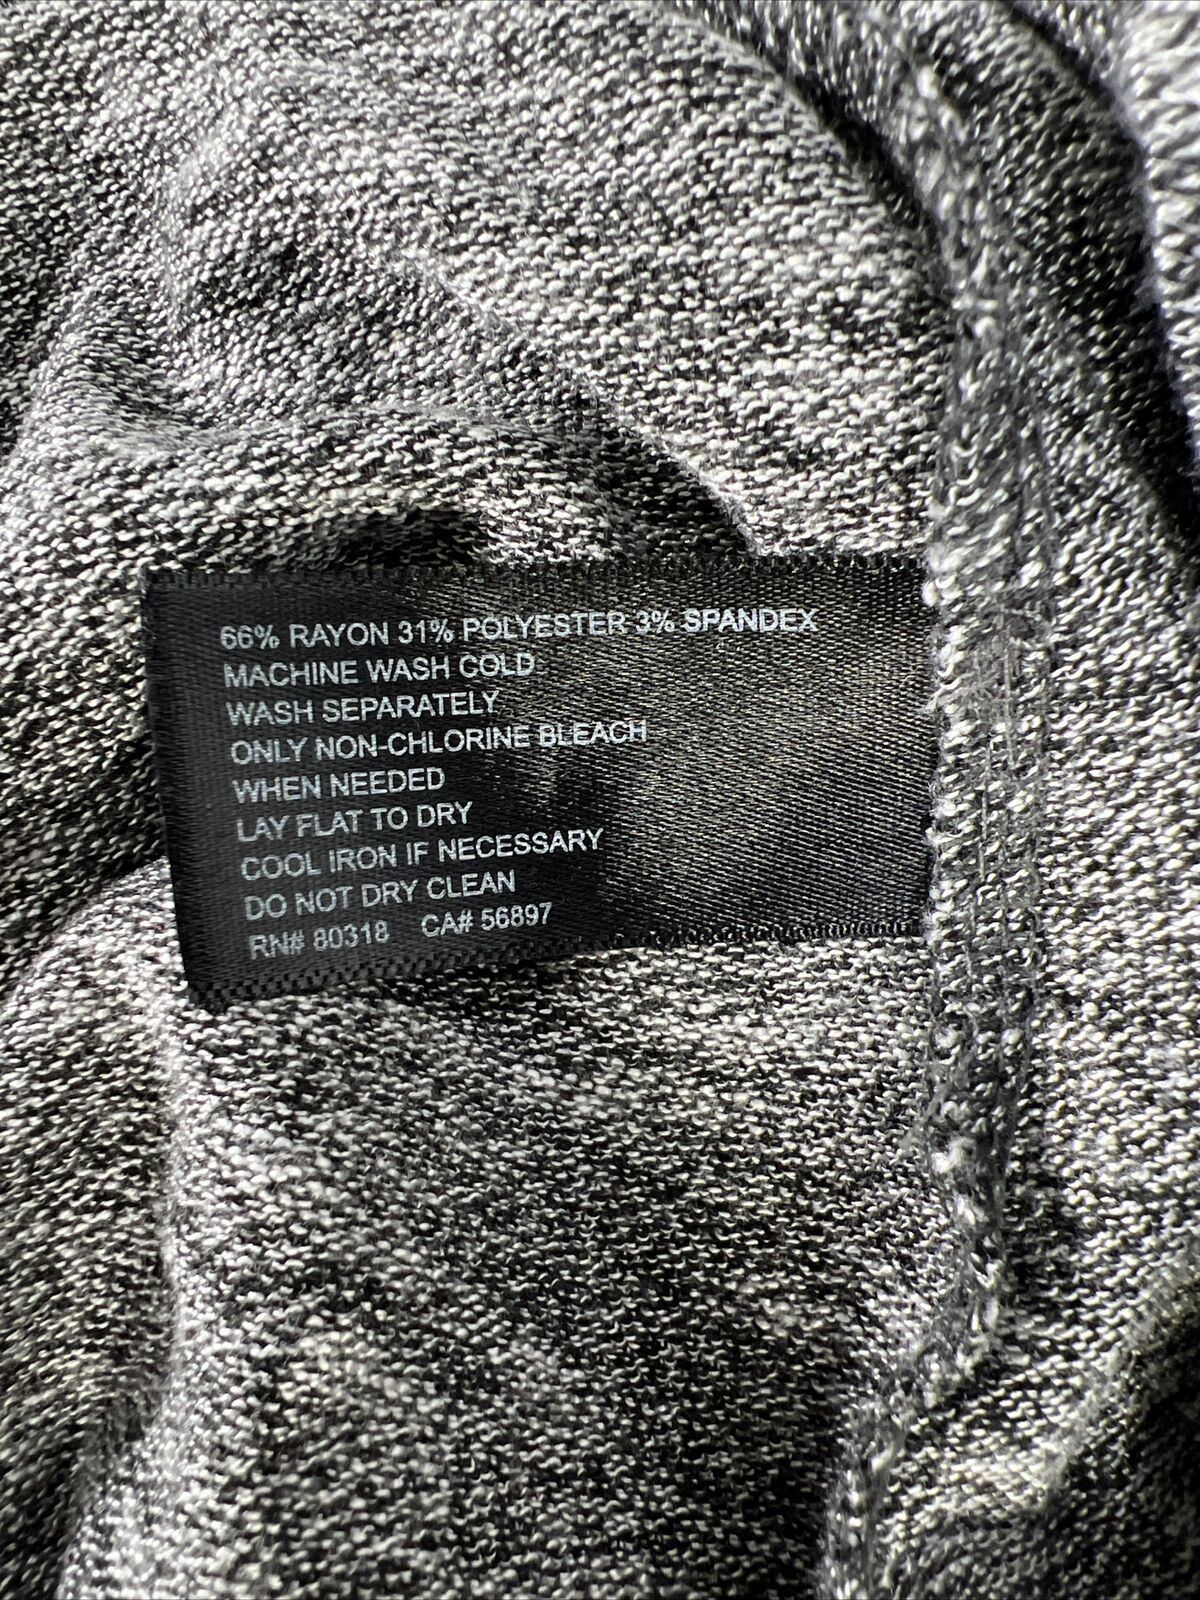 66% RAYON 31% POLYESTER 3% SPANDEX
MACHINE WASH COLD
WASH SEPARATELY
ONLY NON-CHLORINE BLEACH
WHEN NEEDED
LAY FLAT TO DRY
COOL IRON IF NECESSARY
DO NOT DRY CLEAN
RN# 80318 CA# 56897